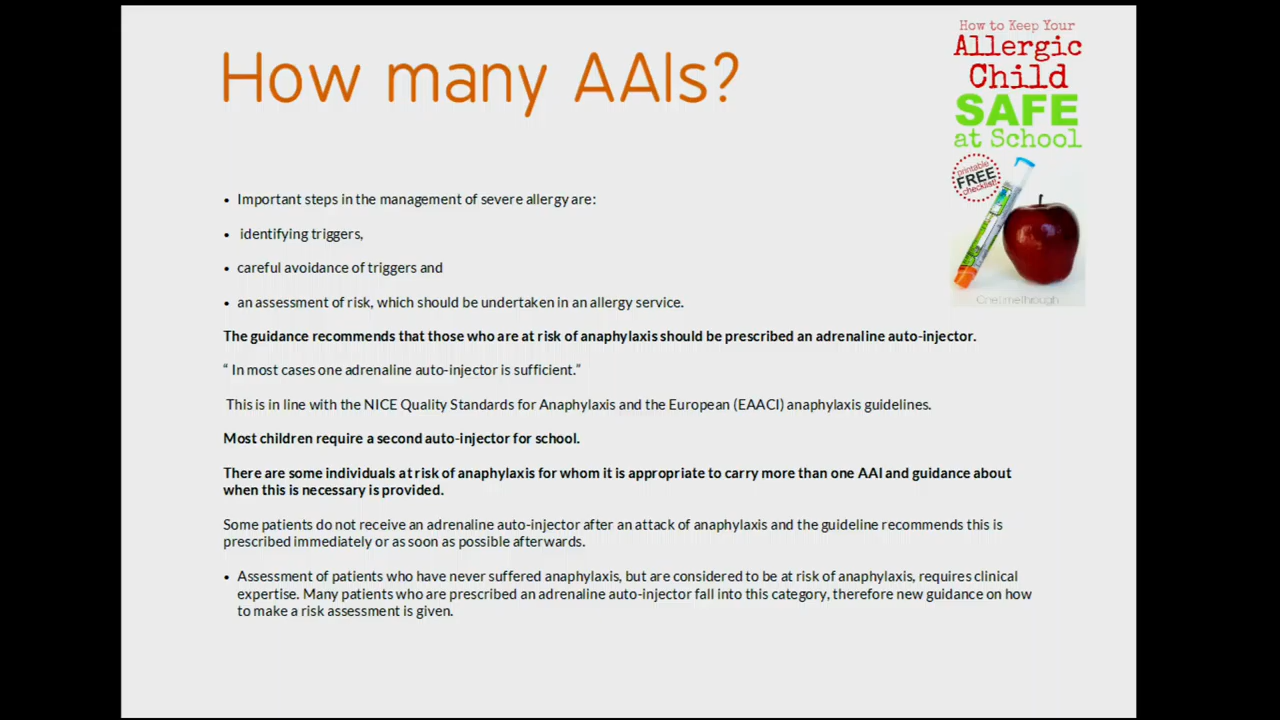 How many AAIs?
How to Keep Your
Allergic
Child
SAFE
at School
printable
FREE
checklist!
Onetimethrough
• Important steps in the management of severe allergy are:
• identifying triggers,
• careful avoidance of triggers and
• an assessment of risk, which should be undertaken in an allergy service.
The guidance recommends that those who are at risk of anaphylaxis should be prescribed an adrenaline auto-injector.
“ In most cases one adrenaline auto-injector is sufficient.”
This is in line with the NICE Quality Standards for Anaphylaxis and the European (EAACI) anaphylaxis guidelines.
Most children require a second auto-injector for school.
There are some individuals at risk of anaphylaxis for whom it is appropriate to carry more than one AAI and guidance about
when this is necessary is provided.
Some patients do not receive an adrenaline auto-injector after an attack of anaphylaxis and the guideline recommends this is
prescribed immediately or as soon as possible afterwards.
• Assessment of patients who have never suffered anaphylaxis, but are considered to be at risk of anaphylaxis, requires clinical
expertise. Many patients who are prescribed an adrenaline auto-injector fall into this category, therefore new guidance on how
to make a risk assessment is given.